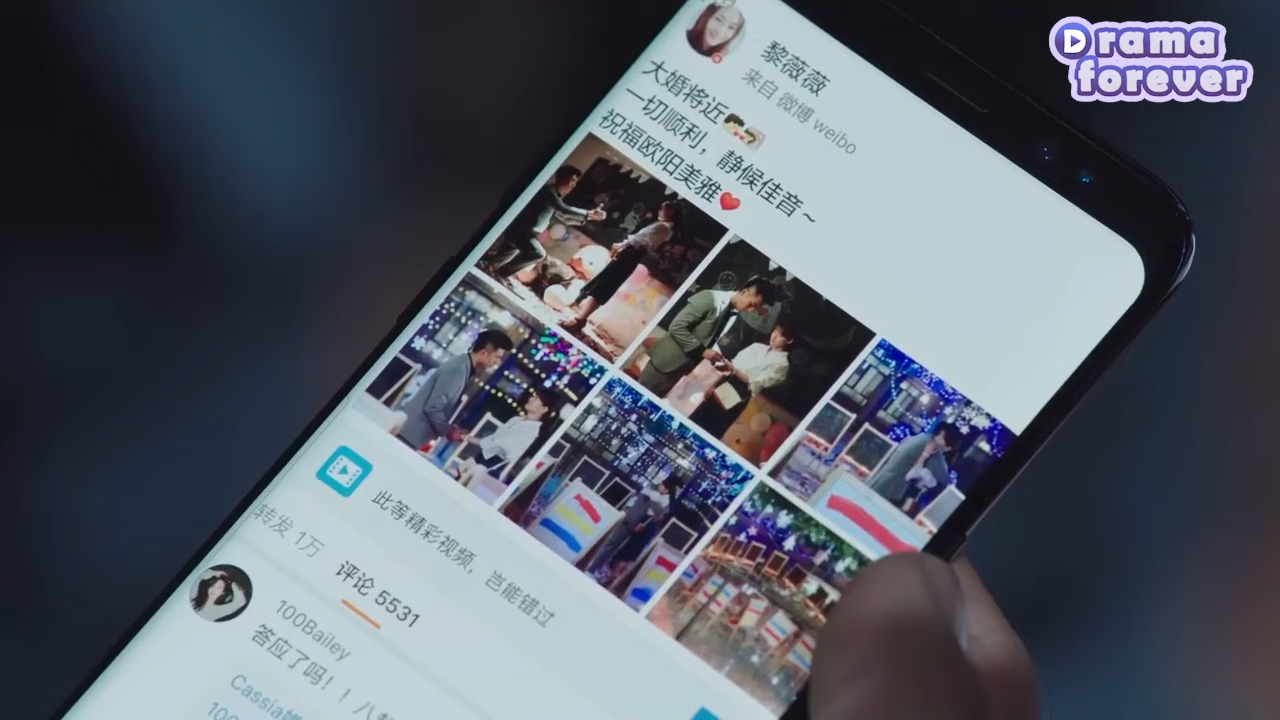 Drama
forever
黎薇薇
来自 微博 weibo
大婚将近
一切顺利，静候佳音~
祝福欧阳美雅
此等精彩视频，岂能错过
转发 1万
评论 5531
100Bailey
答应了吗！！八
Cassia